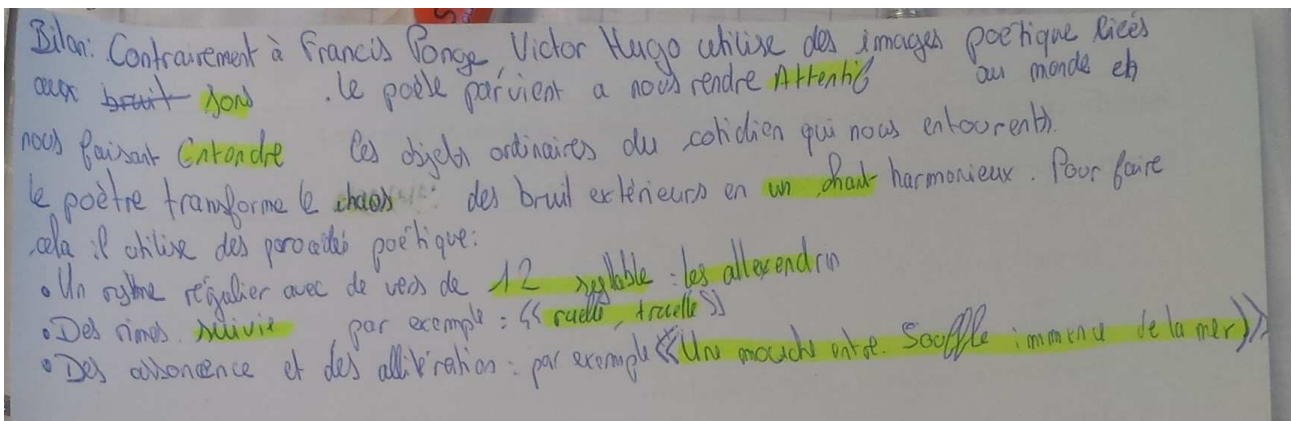 Bilan: Contrairement à Francis Ponge, Victor Hugo utilise des images poétique liées
aux bruit sons . le poète parvient a nous rendre Attentif au monde en
nous faisant Entendre les objets ordinaires du cotidien qui nous entourent.
le poètre transforme le chaos des bruit extérieurs en un chant harmonieux. Pour faire
cela il utilise des procédés poétique:
• Un rytme régulier avec de vers de 12 syllable : les allexendrin
• Des rimes suivie par exemple : « ruelle, truelle »
• Des assonence et des allitération : par exemple « Une mouche entre. Souffle immence de la mer »